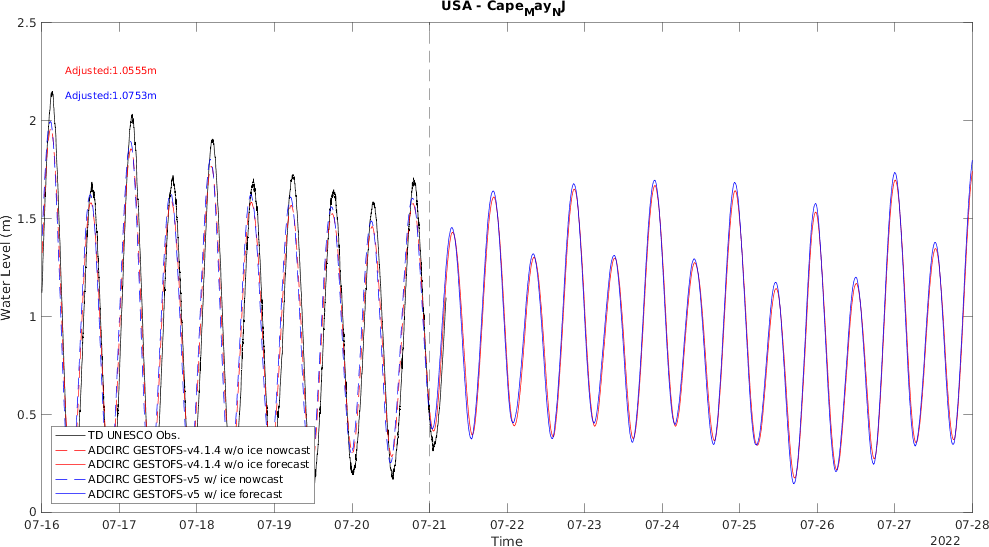 USA - CapeMayNJ
Adjusted:1.0555m
Adjusted:1.0753m
Water Level (m)
2.5
2
1.5
1
0.5
0
TD UNESCO Obs.
ADCIRC GESTOFS-v4.1.4 w/o ice nowcast
ADCIRC GESTOFS-v4.1.4 w/o ice forecast
ADCIRC GESTOFS-v5 w/ ice nowcast
ADCIRC GESTOFS-v5 w/ ice forecast
07-16 07-17 07-18 07-19 07-20 07-21 07-22 07-23 07-24 07-25 07-26 07-27 07-28
Time
2022